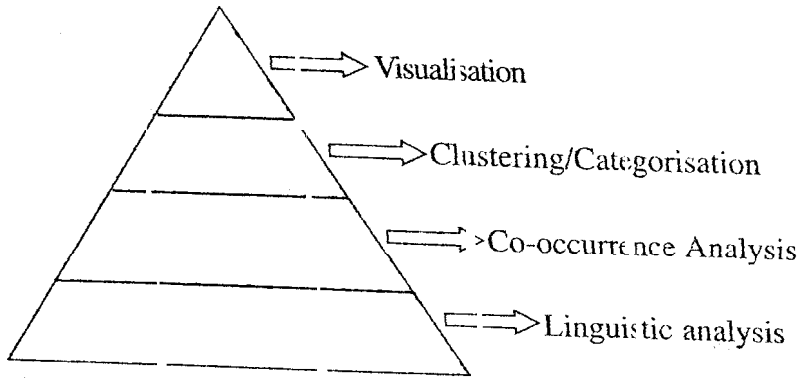 Visualisation
Clustering/Categorisation
Co-occurrence Analysis
Linguistic analysis